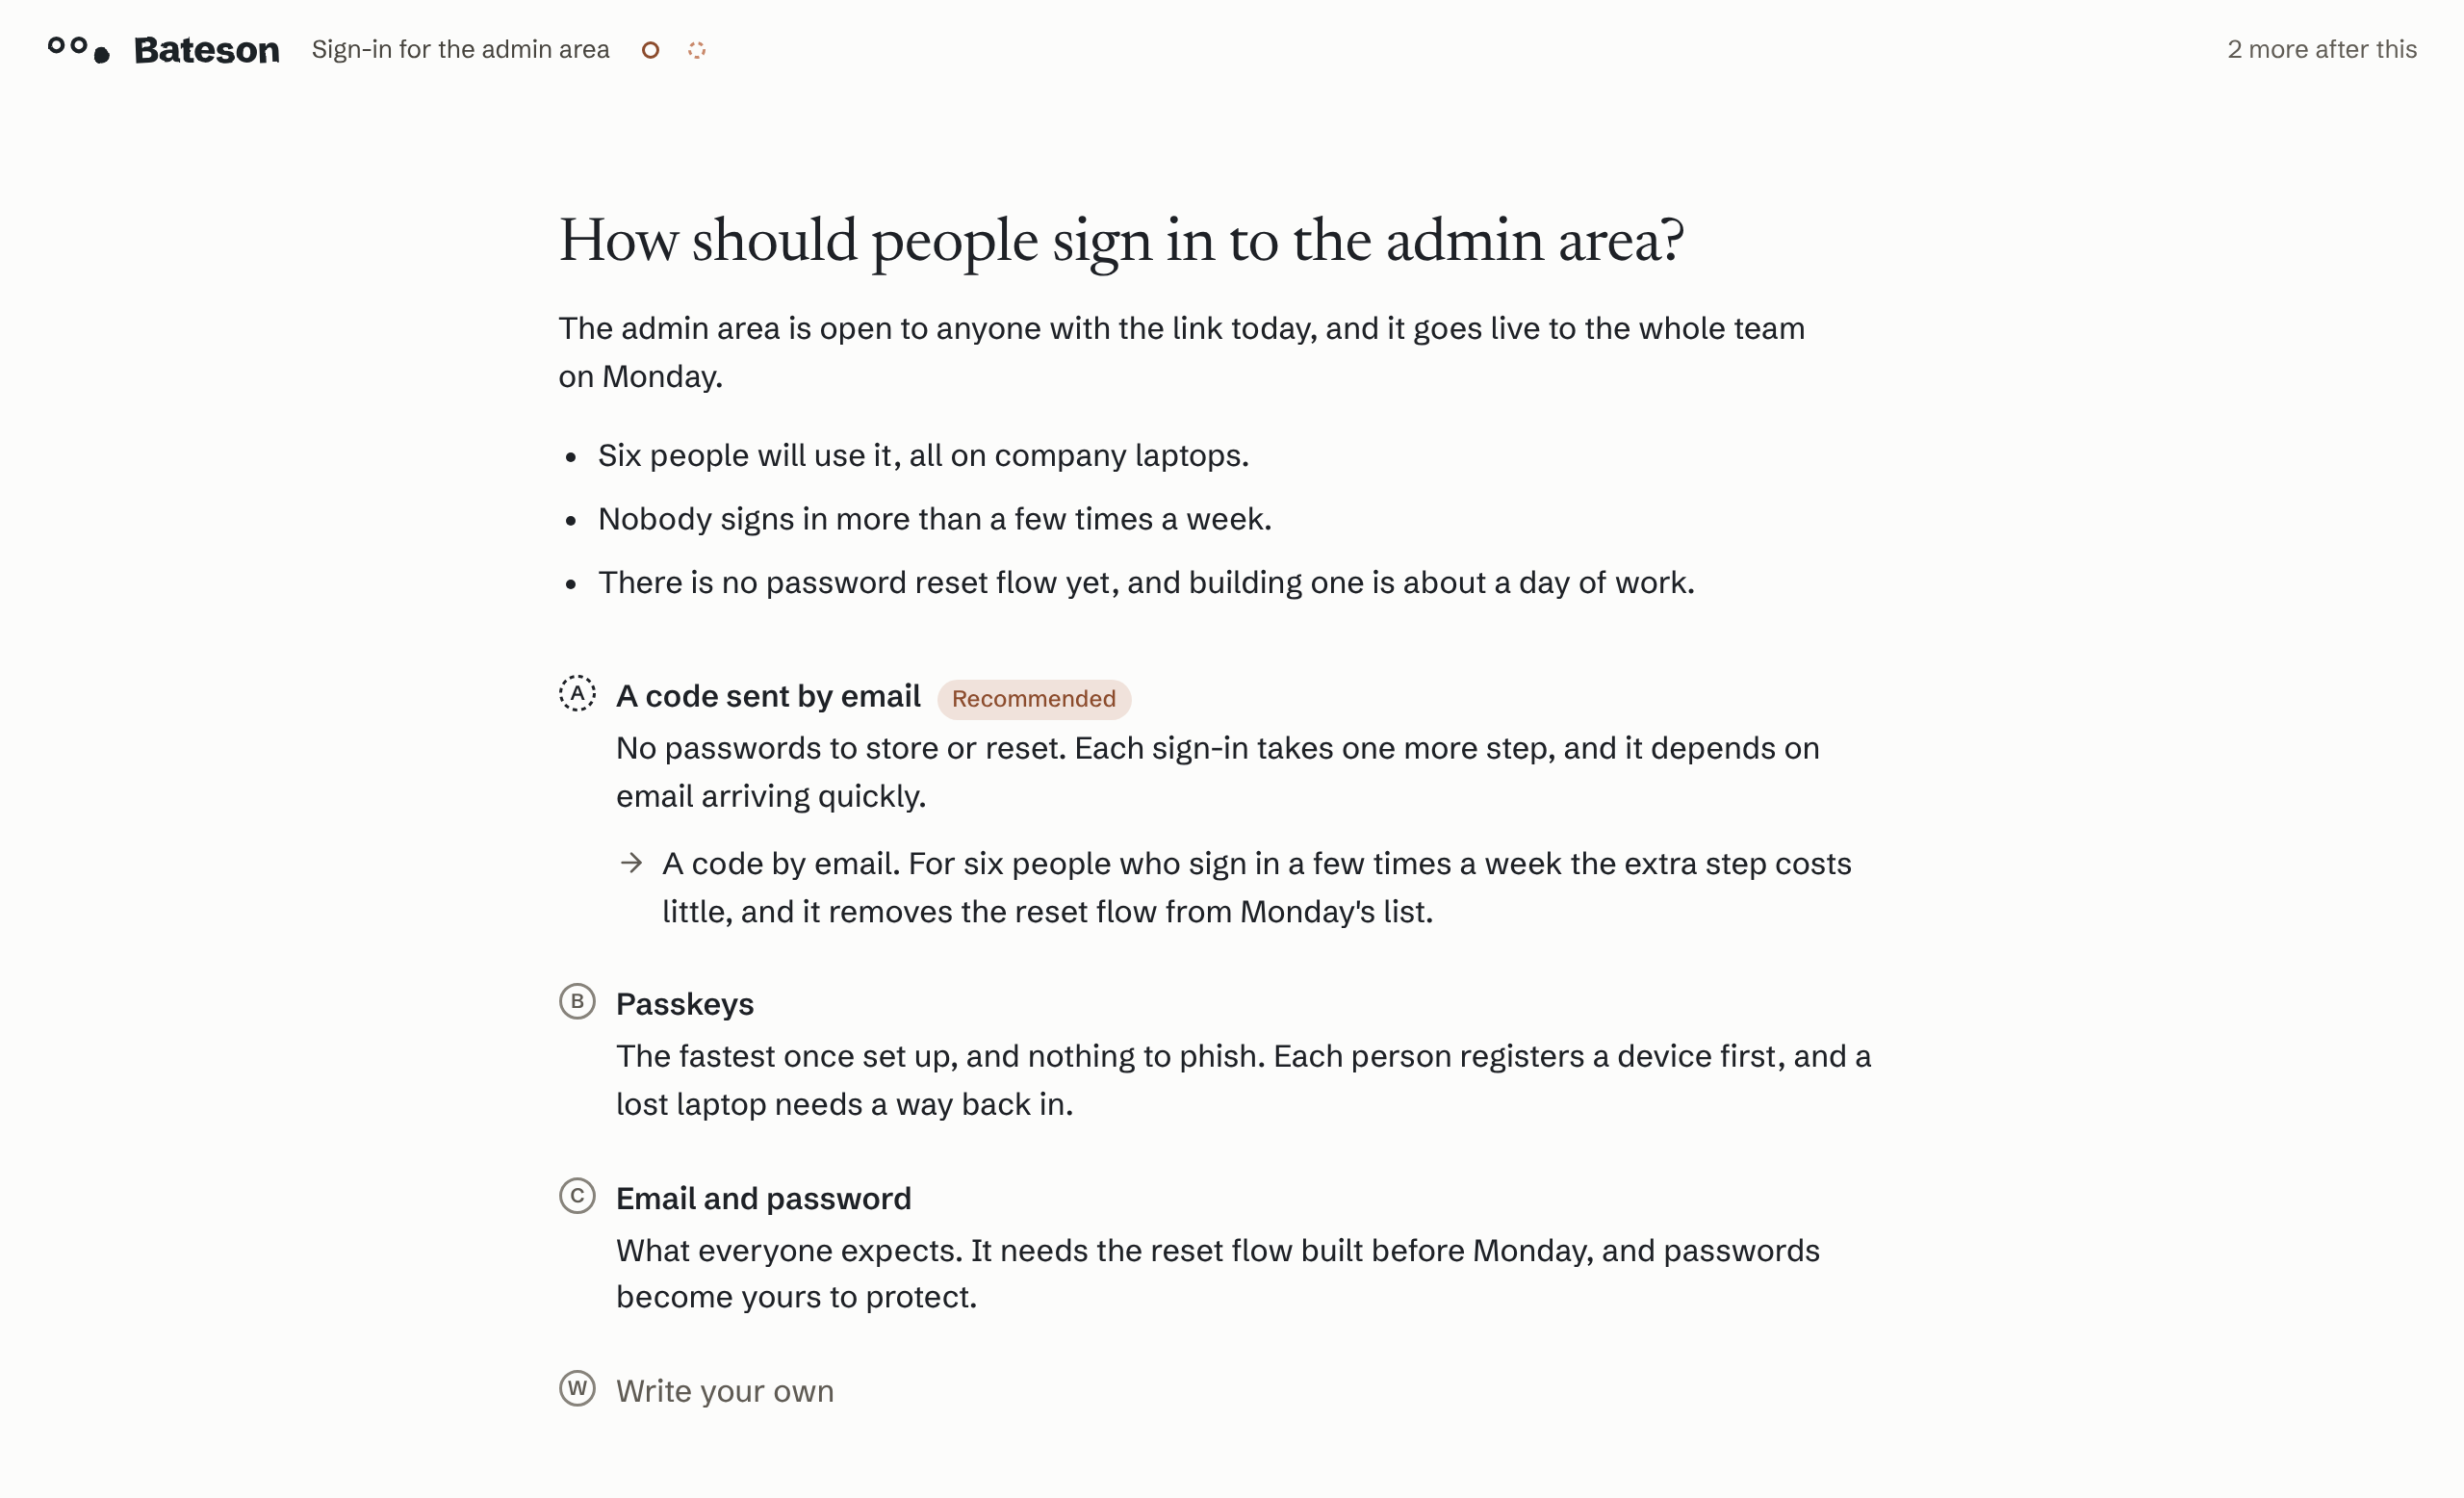 Bateson Sign-in for the admin area
2 more after this
How should people sign in to the admin area?
The admin area is open to anyone with the link today, and it goes live to the whole team
on Monday.
• Six people will use it, all on company laptops.
• Nobody signs in more than a few times a week.
• There is no password reset flow yet, and building one is about a day of work.
A A code sent by email Recommended
No passwords to store or reset. Each sign-in takes one more step, and it depends on
email arriving quickly.
→ A code by email. For six people who sign in a few times a week the extra step costs
little, and it removes the reset flow from Monday's list.
B Passkeys
The fastest once set up, and nothing to phish. Each person registers a device first, and a
lost laptop needs a way back in.
C Email and password
What everyone expects. It needs the reset flow built before Monday, and passwords
become yours to protect.
W Write your own